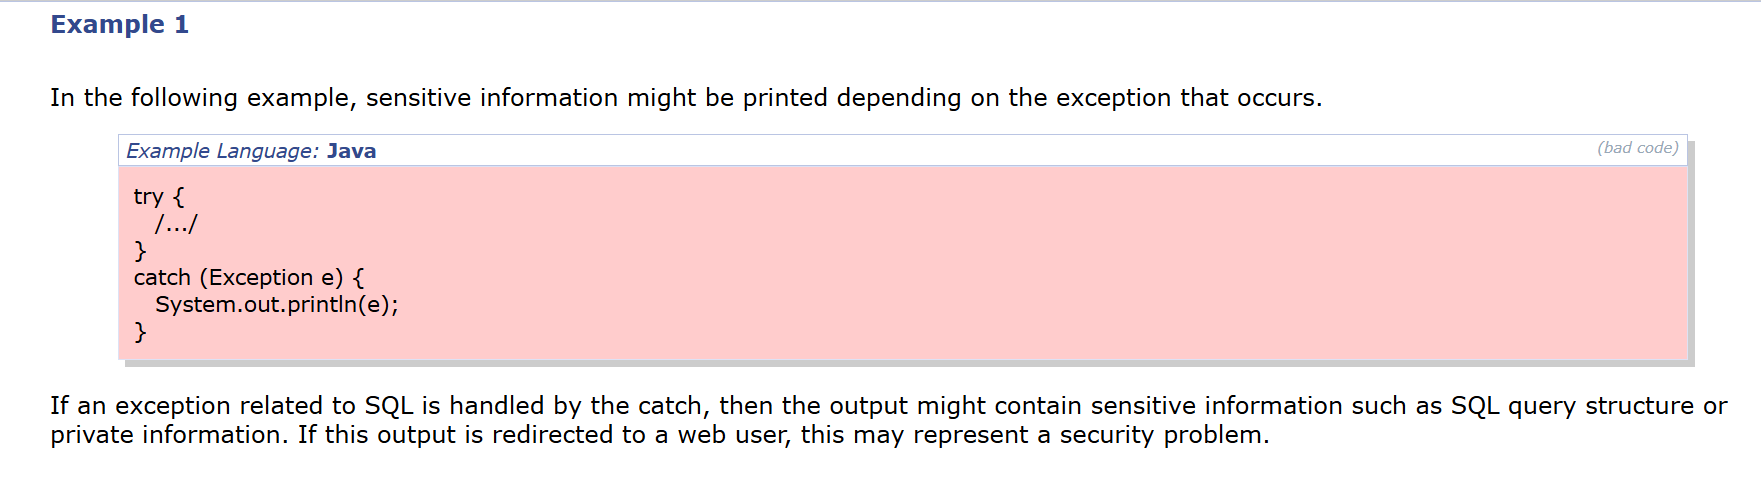 Example 1
In the following example, sensitive information might be printed depending on the exception that occurs.
Example Language: Java
(bad code)
try {
/.../
}
catch (Exception e) {
System.out.println(e);
}
If an exception related to SQL is handled by the catch, then the output might contain sensitive information such as SQL query structure or
private information. If this output is redirected to a web user, this may represent a security problem.